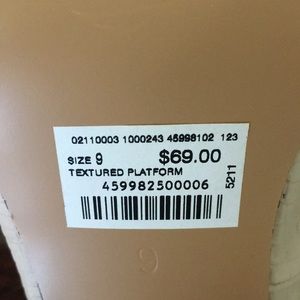 02110003 1000243 45998102 123
SIZE 9 $69.00
TEXTURED PLATFORM
459982500006
5211
9